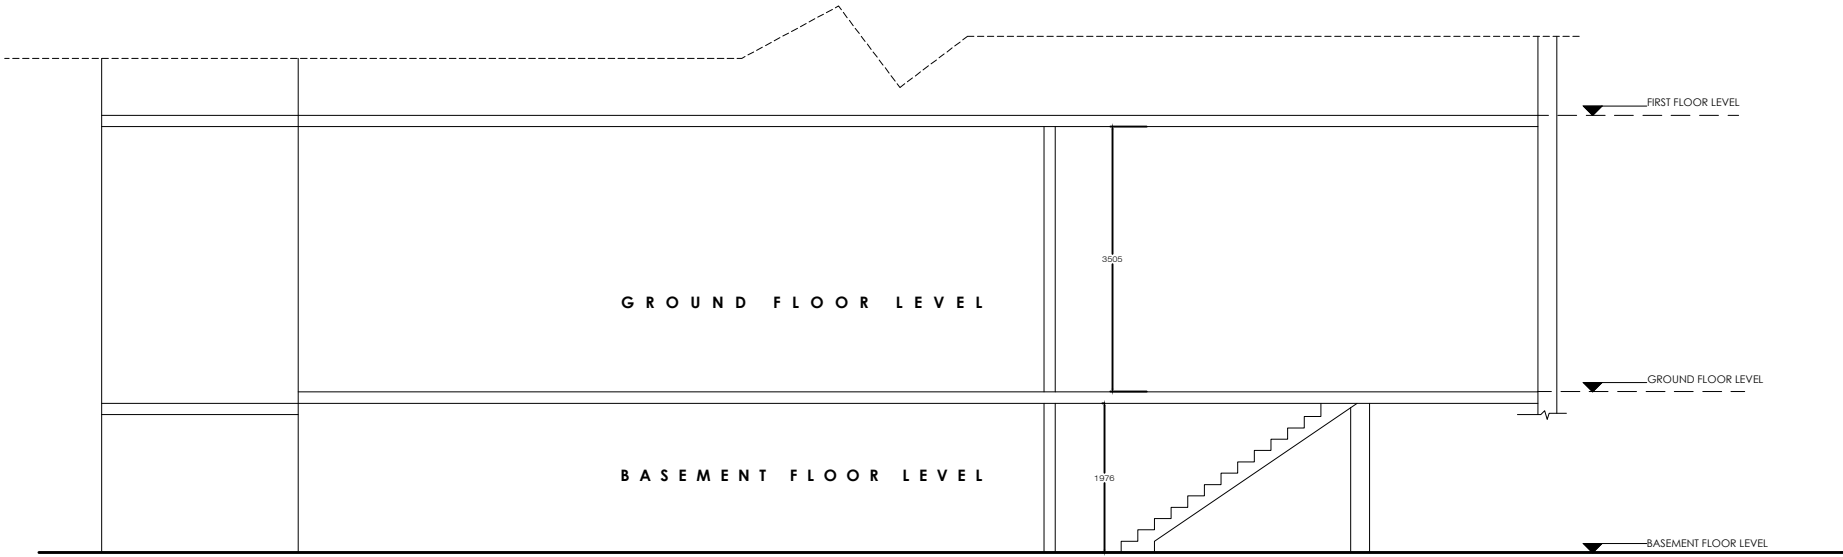 FIRST FLOOR LEVEL
3505
GROUND FLOOR LEVEL
GROUND FLOOR LEVEL
BASEMENT FLOOR LEVEL
1976
BASEMENT FLOOR LEVEL